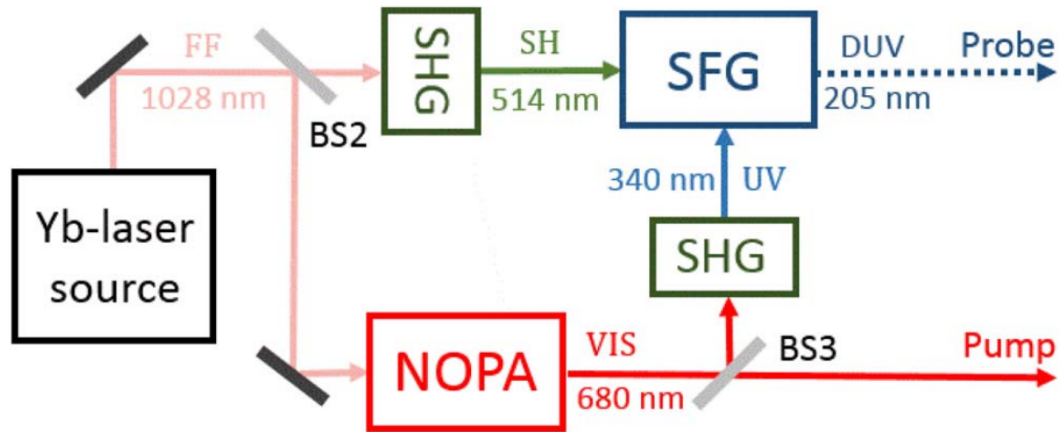 FF
1028 nm
BS2
SHG
SH
514 nm
SFG
DUV
205 nm
Probe
340 nm UV
Yb-laser
source
SHG
NOPA
VIS
680 nm
BS3
Pump